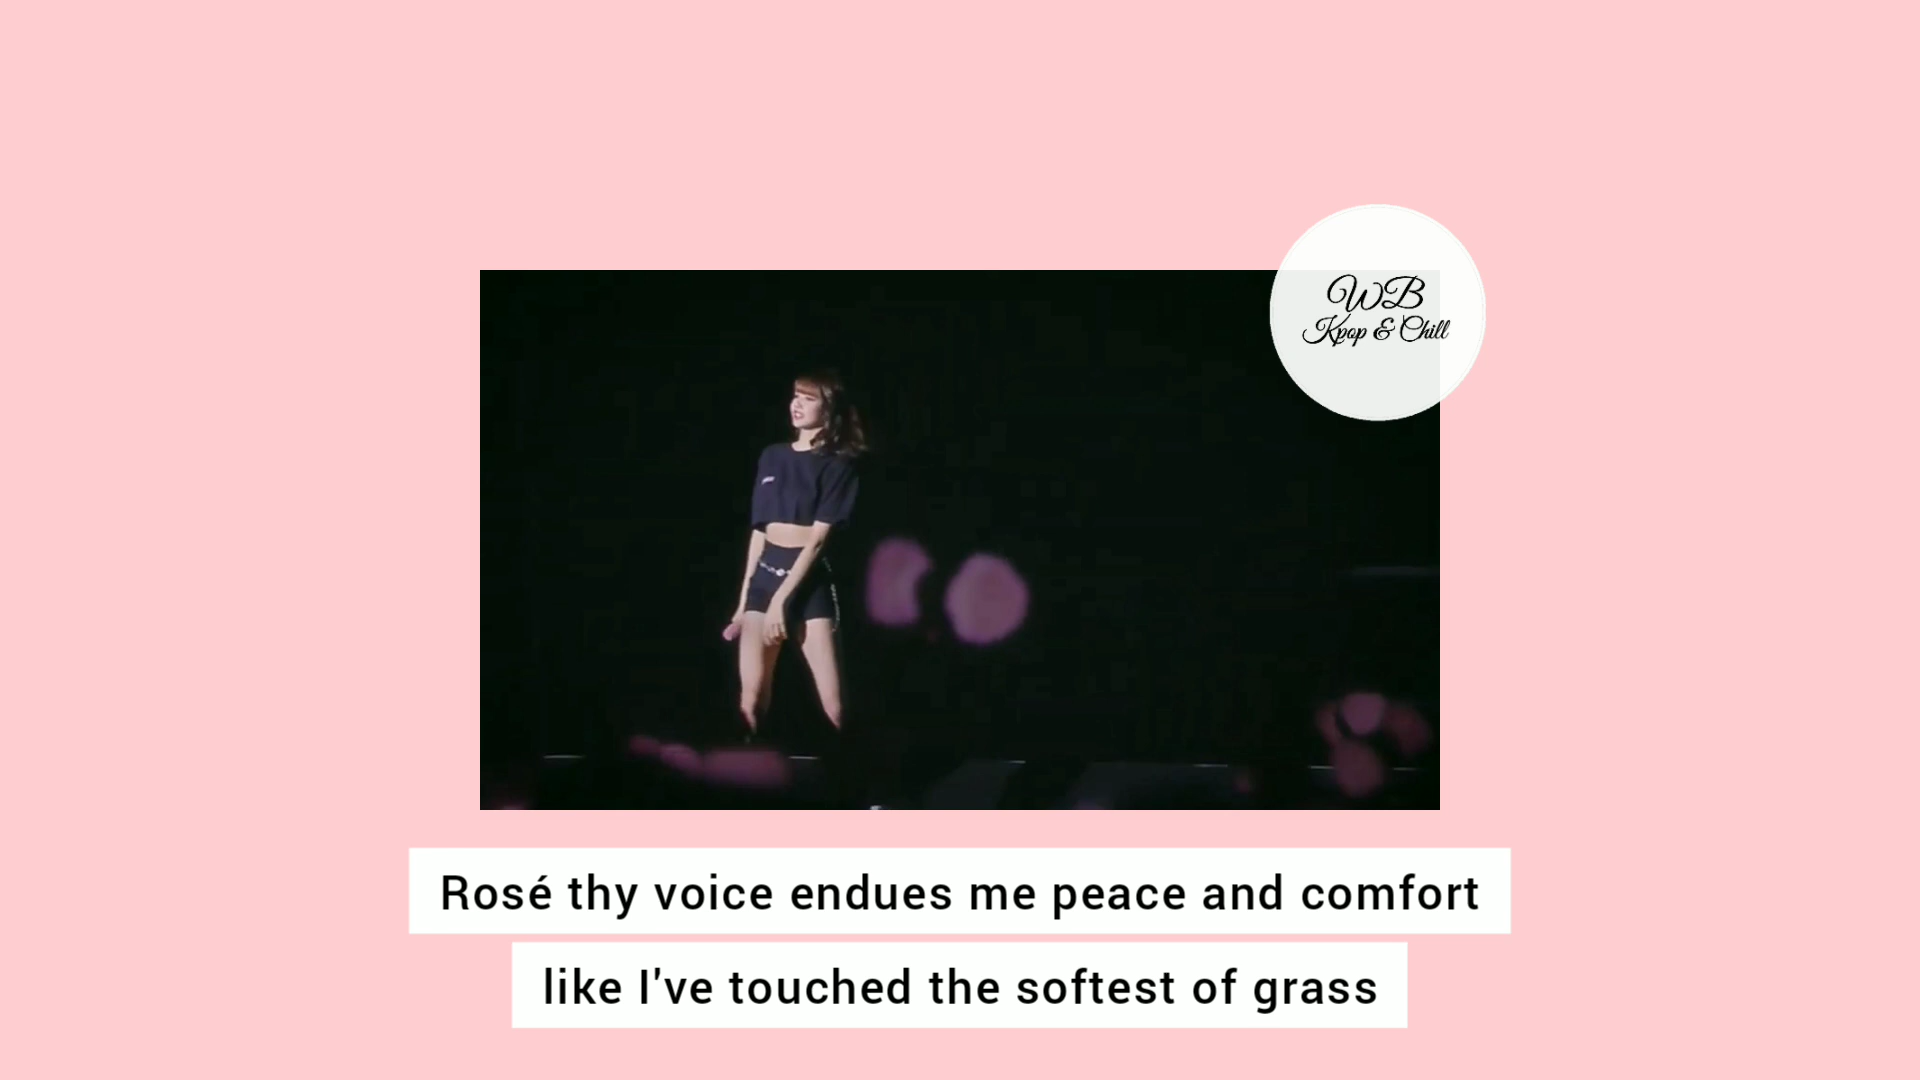 WB
Kpop & Chill
Rosé thy voice endues me peace and comfort
like I've touched the softest of grass